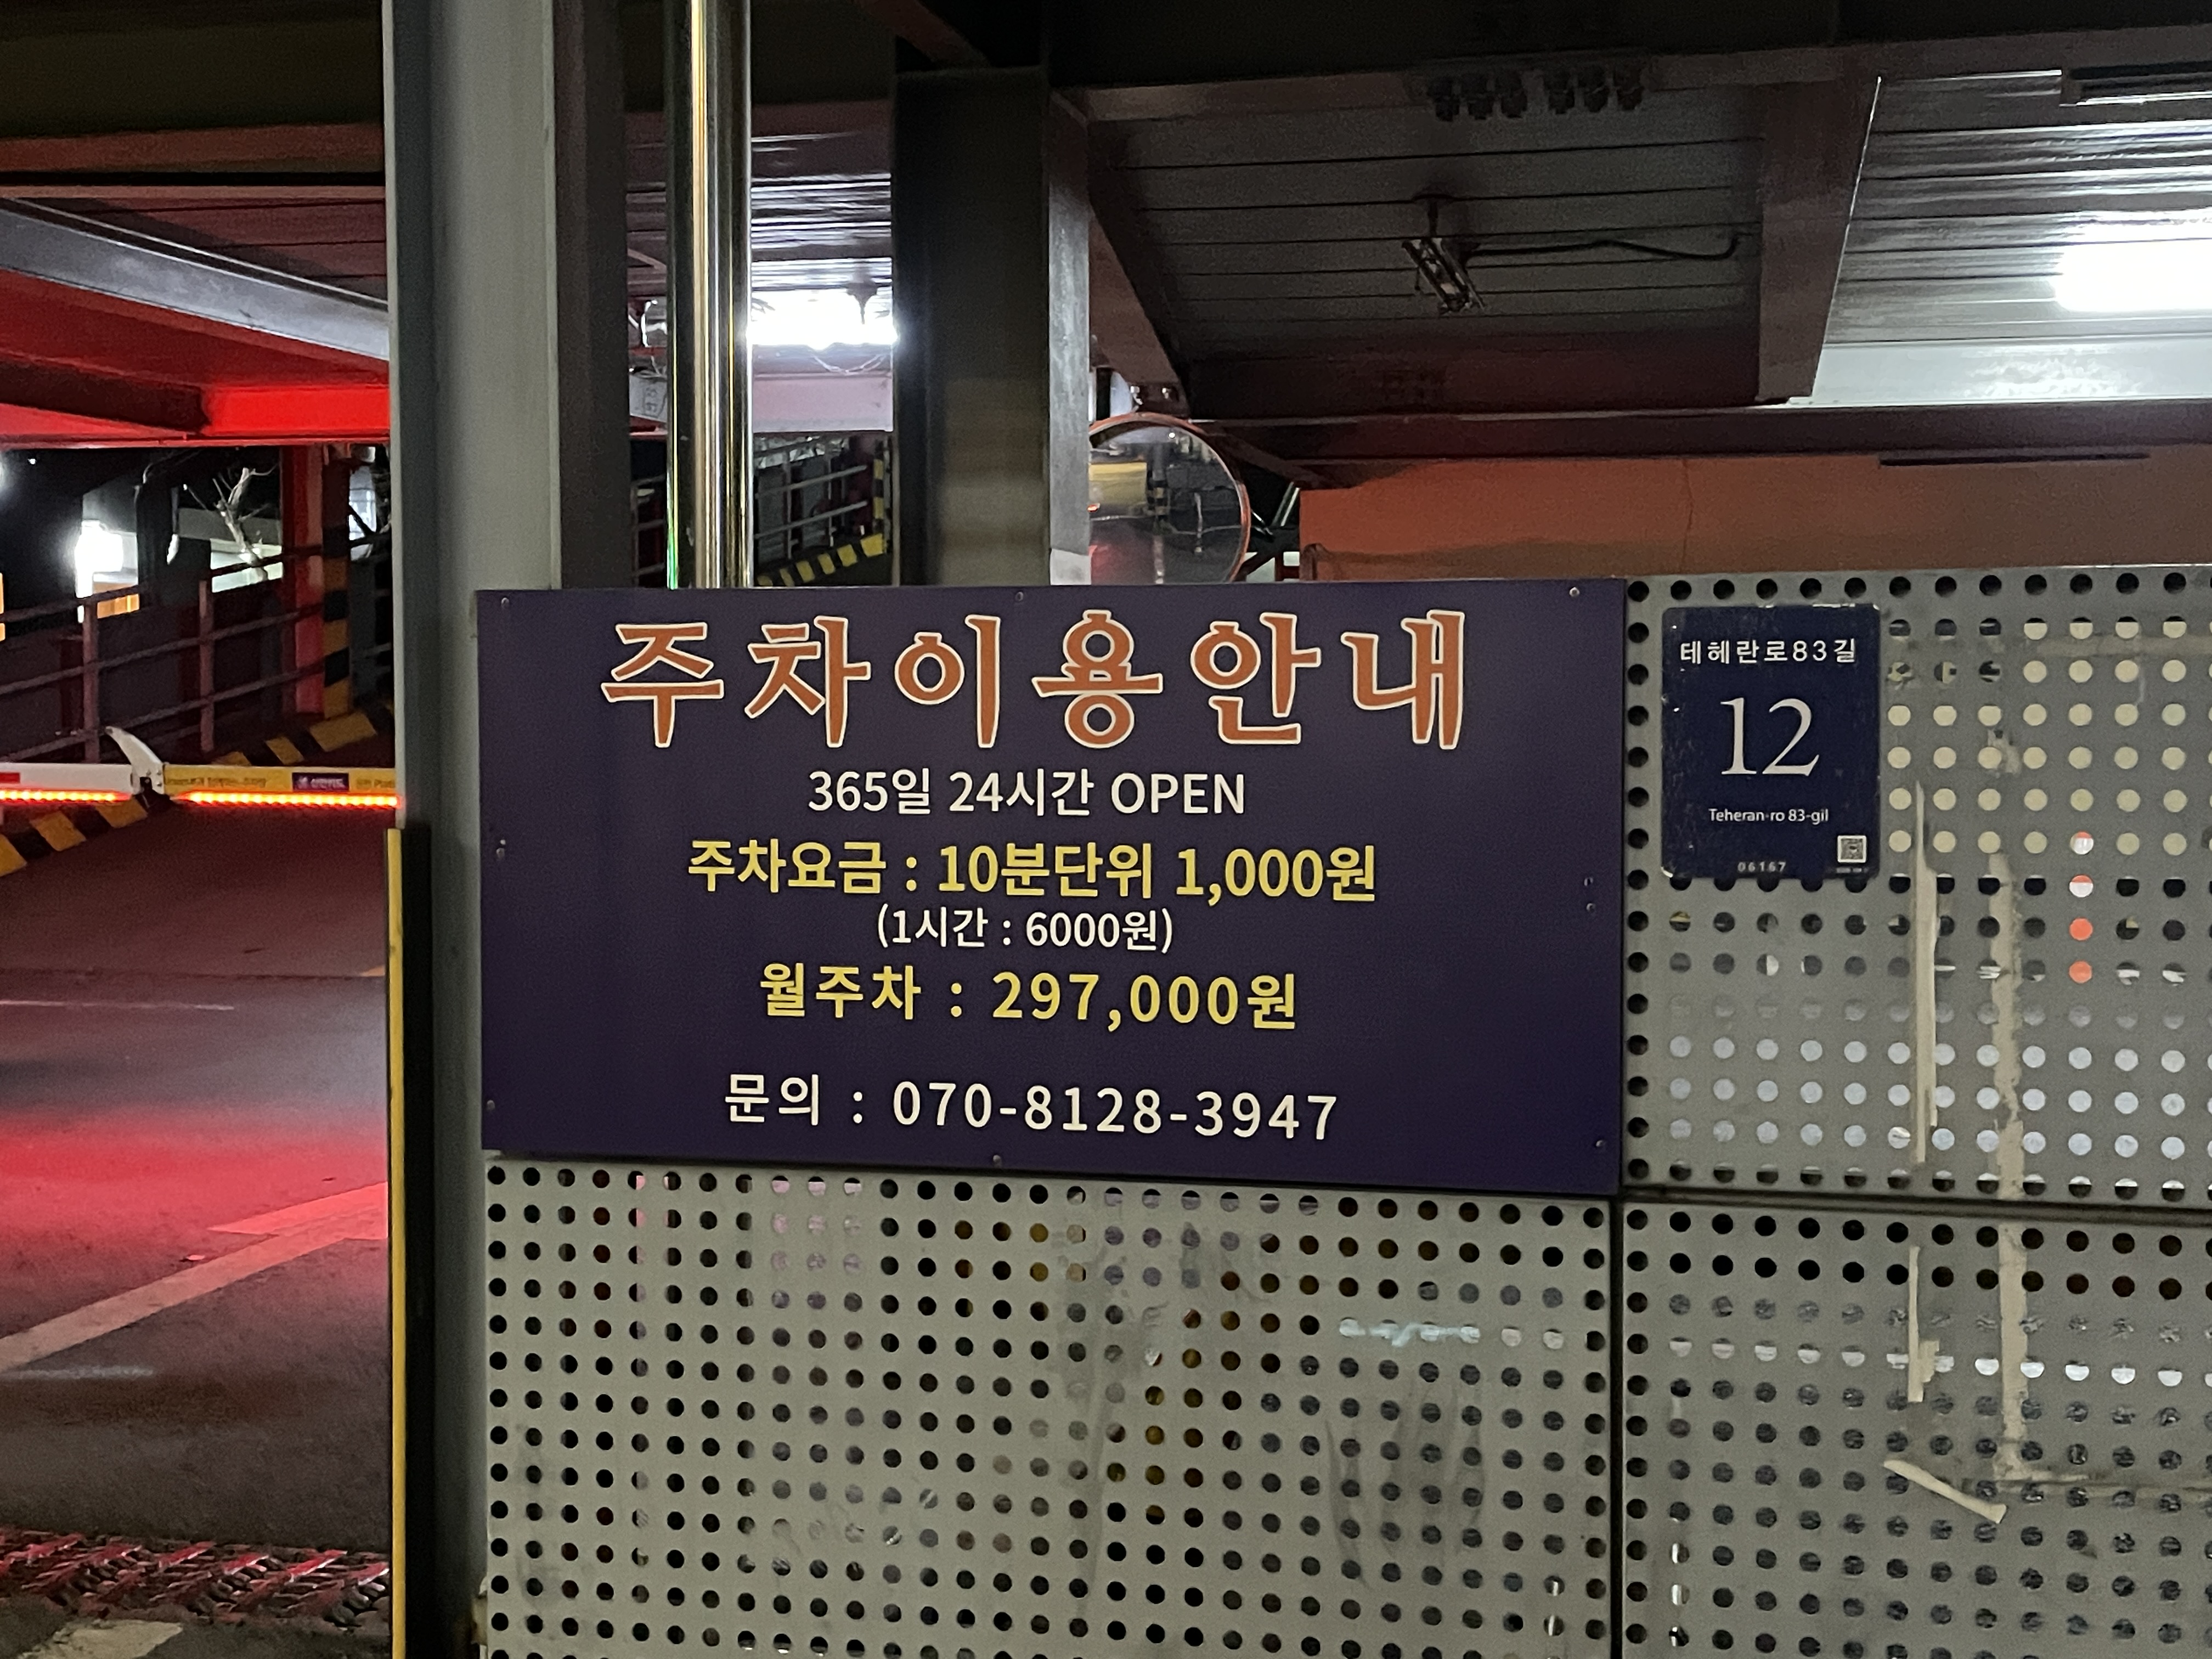 주차이용안내
365일 24시간 OPEN
주차요금 : 10분단위 1,000원
(1시간 : 6000원)
월주차 : 297,000원
문의 : 070-8128-3947
테헤란로83길
12
Teheran-ro 83-gil
06167